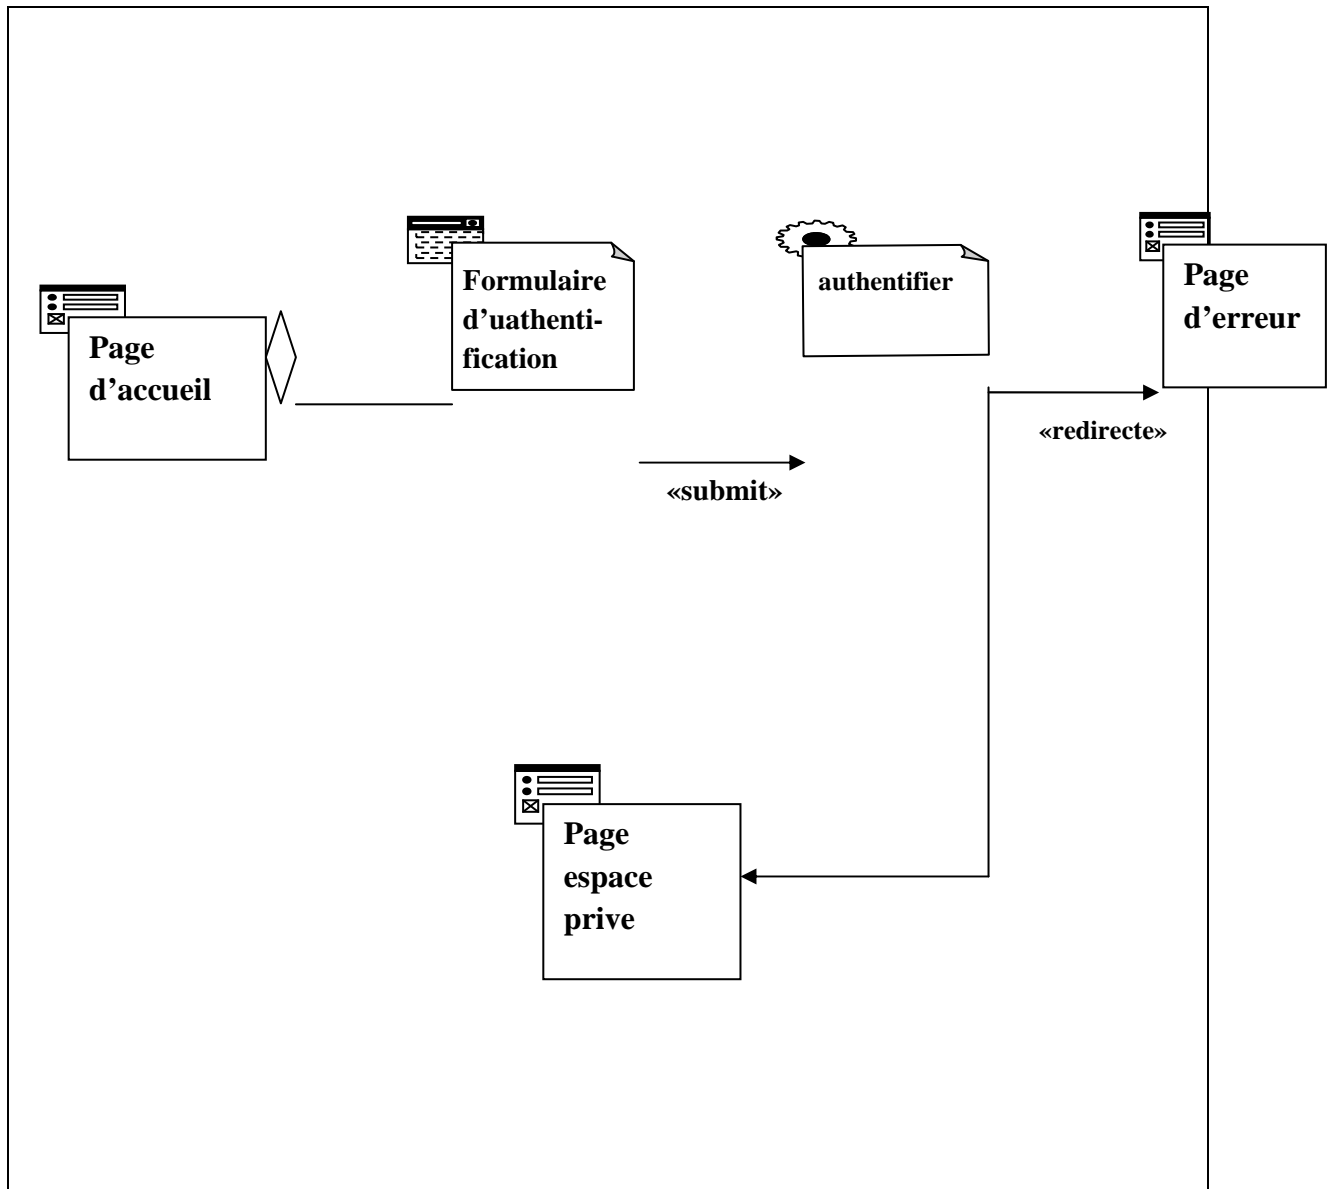 Page
d’accueil
Formulaire
d’uathenti-
fication
«submit»
authentifier
«redirecte»
Page
d’erreur
Page
espace
prive